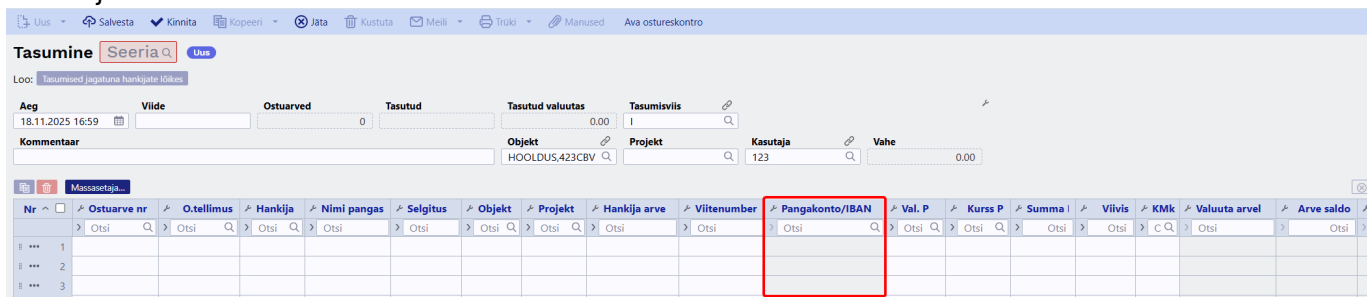 Uus Salvesta Kinnita Kopeeri Jäta Kustuta Meili Trüki Manused Ava ostureskontro
Tasumine Seeria Uus
Loo: Tasumised jagatuna hankijate lõikes
Aeg Viide Ostuarved Tasutud Tasutud valuutas Tasumisviis
18.11.2025 16:59 0 0.00 I
Kommentaar Objekt Projekt Kasutaja Vahe
HOOLDUS,423CBV 123 0.00
Massasetaja...
Nr Ostuarve nr O.tellimus Hankija Nimi pangas Selgitus Objekt Projekt Hankija arve Viitenumber Pangakonto/IBAN Val. P Kurss P Summa Viivis KMk Valuuta arvel Arve saldo
Otsi Otsi Otsi Otsi Otsi Otsi Otsi Otsi Otsi Otsi Otsi Otsi Otsi Otsi C Otsi Otsi
1
2
3